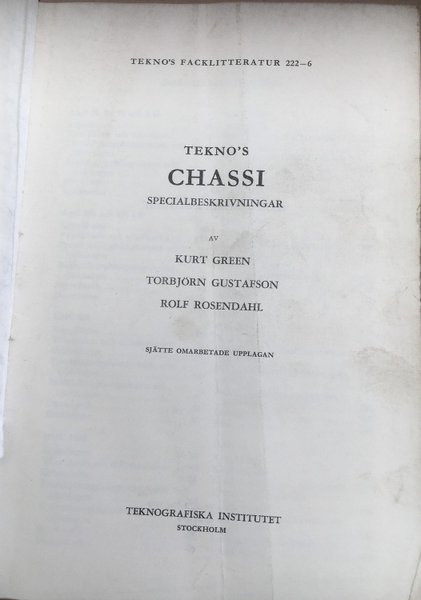 TEKNO'S FACKLITTERATUR 222—6
TEKNO'S
CHASSI
SPECIALBESKRIVNINGAR
AV
KURT GREEN
TORBJÖRN GUSTAFSON
ROLF ROSENDAHL
SJÄTTE OMARBETADE UPPLAGAN
TEKNOGRAFISKA INSTITUTET
STOCKHOLM